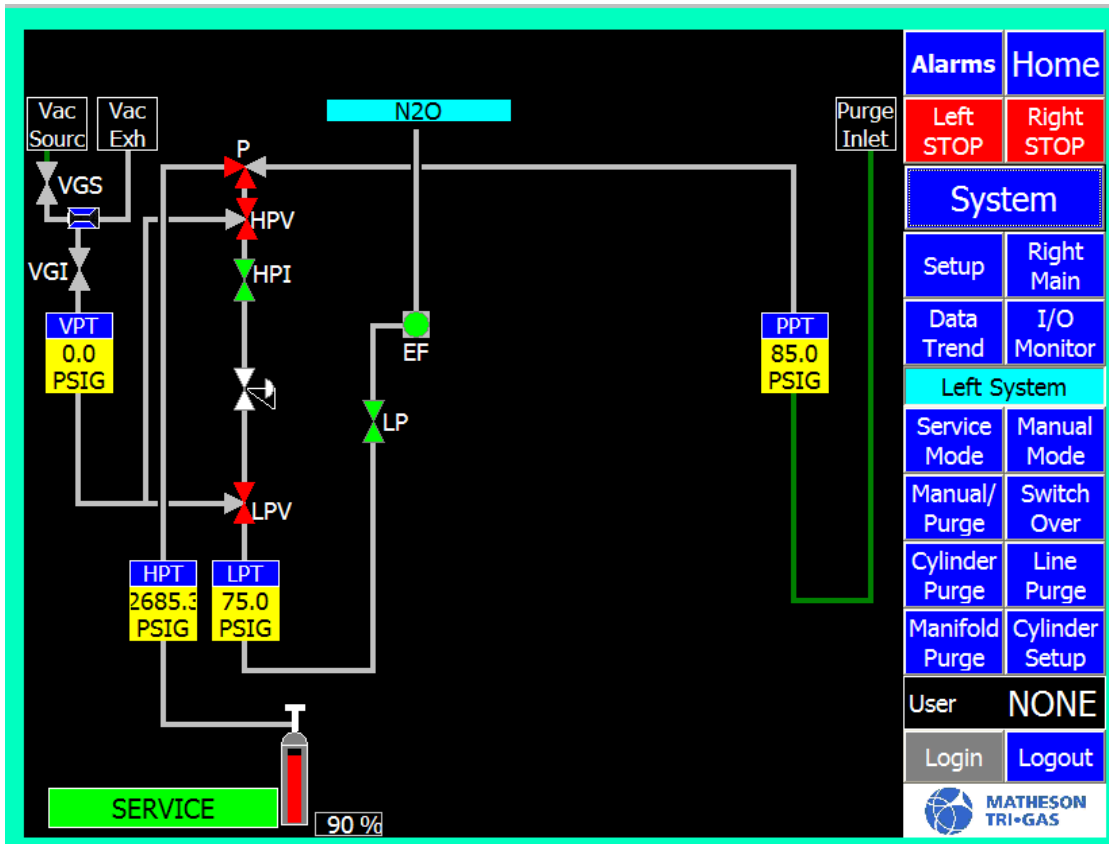 Alarms
Home
Vac
Sourc
Vac
Exh
N2O
Purge
Inlet
Left
STOP
Right
STOP
P
VGS
HPV
System
VGI
HPI
Setup
Right
Main
VPT
0.0
PSIG
EF
PPT
85.0
PSIG
Data
Trend
I/O
Monitor
Left System
LP
Service
Mode
Manual
Mode
LPV
Manual/
Purge
Switch
Over
HPT
2685.3
PSIG
LPT
75.0
PSIG
Cylinder
Purge
Line
Purge
Manifold
Purge
Cylinder
Setup
User
NONE
Login
Logout
SERVICE
90 %
MATHESON
TRI•GAS